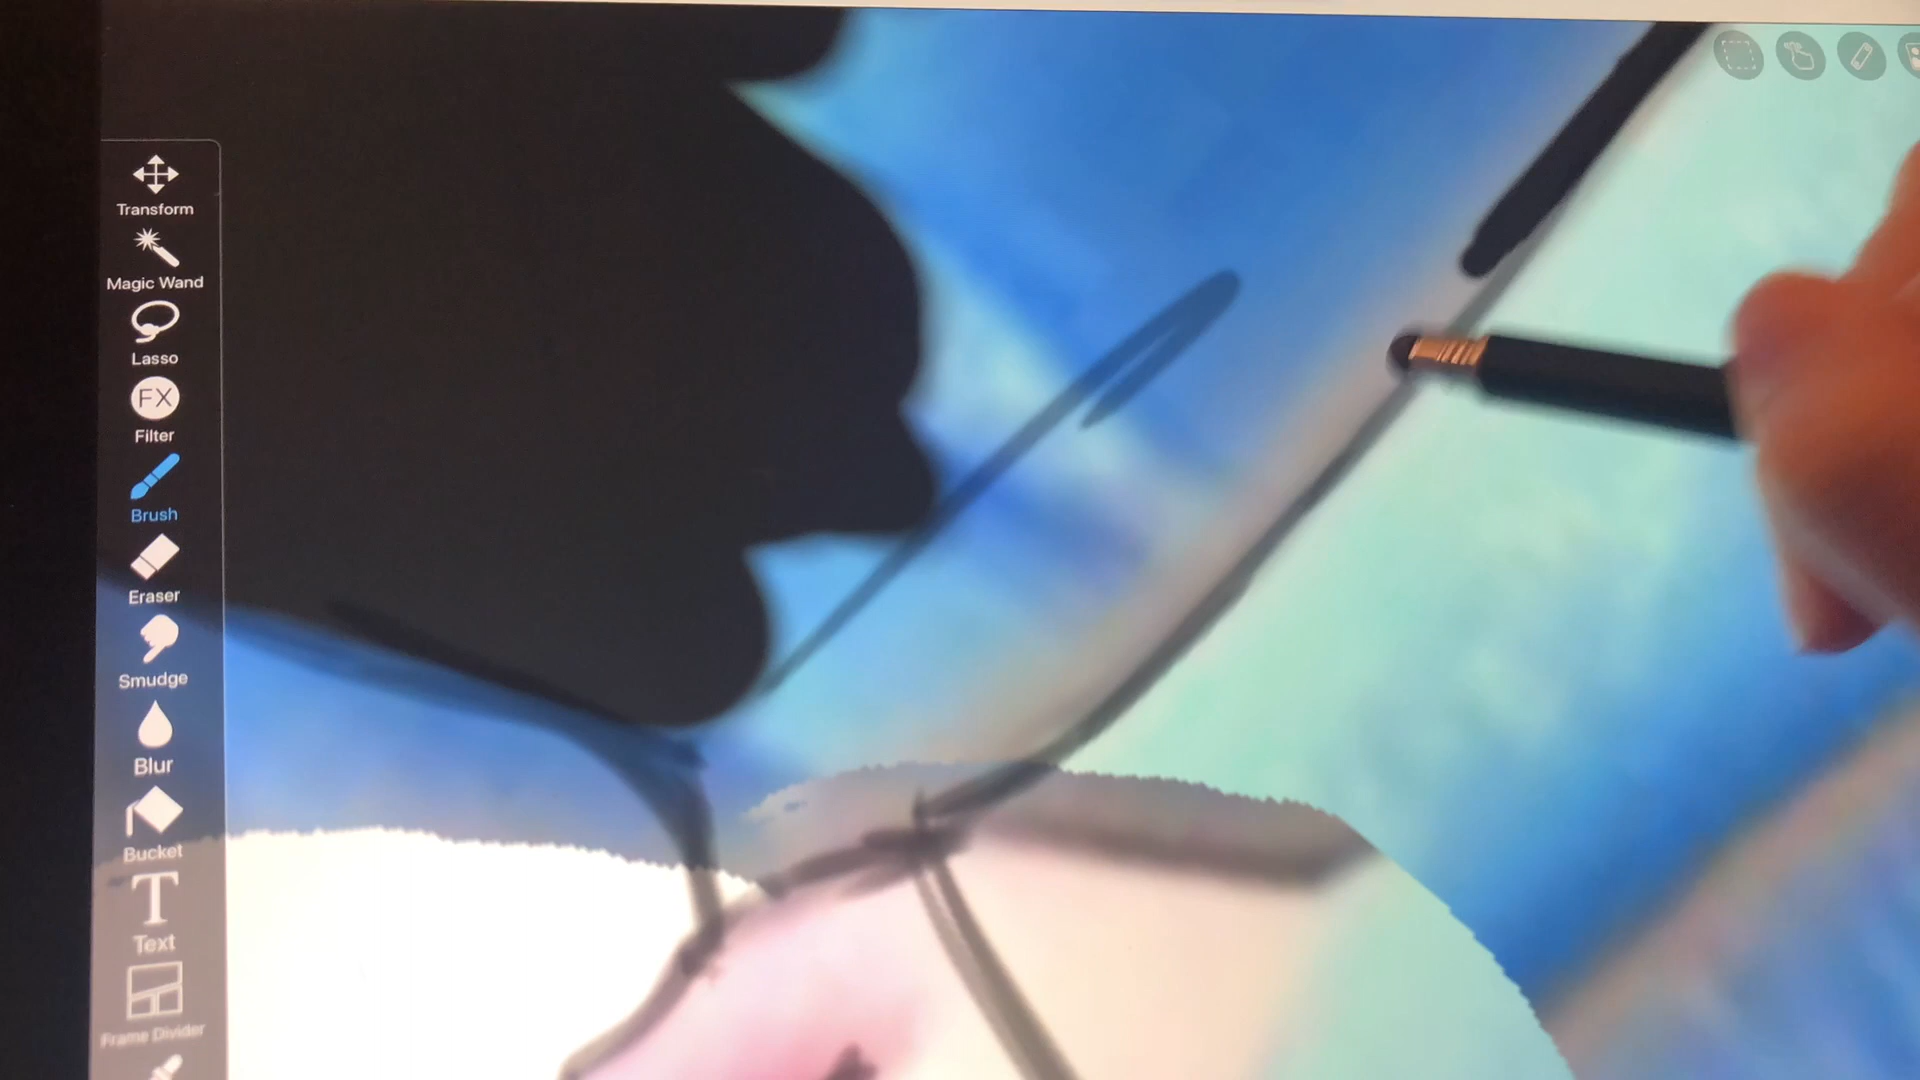 Transform
Magic Wand
Lasso
FX
Filter
Brush
Eraser
Smudge
Blur
Bucket
T
Text
Frame Divider